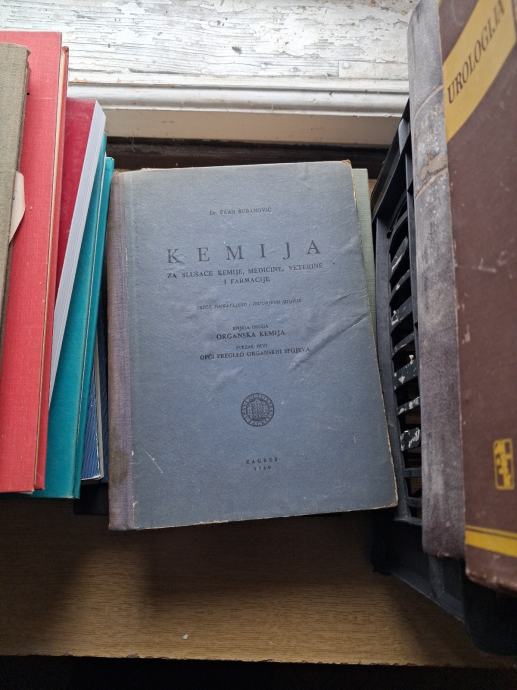 Dr. FRAN BUBANOVIĆ
KEMIJA
ZA SLUŠAČE KEMIJE, MEDICINE, VETERINE
I FARMACIJE
KNJIGA DRUGA
ORGANSKA KEMIJA
SVEZAK PRVI
OPĆI PREGLED ORGANSKIH SPOJEVA
ZAGREB
UROLOGIJA